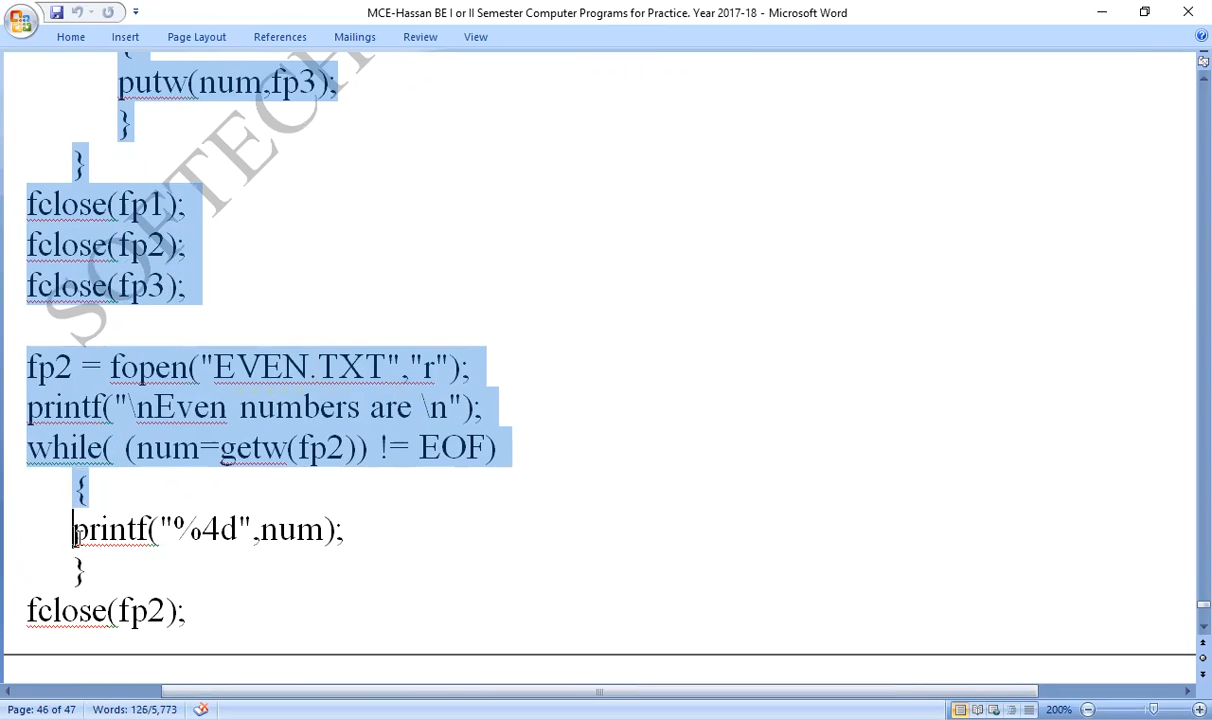 MCE-Hassan BE I or II Semester Computer Programs for Practice. Year 2017-18 - Microsoft Word
Home Insert Page Layout References Mailings Review View
{
putw(num,fp3);
}
}
fclose(fp1);
fclose(fp2);
fclose(fp3);
fp2 = fopen("EVEN.TXT","r");
printf("\nEven numbers are \n");
while( (num=getw(fp2)) != EOF)
{
printf("%4d",num);
}
fclose(fp2);
SOFTECH
Page: 46 of 47 Words: 126/5,773 200%